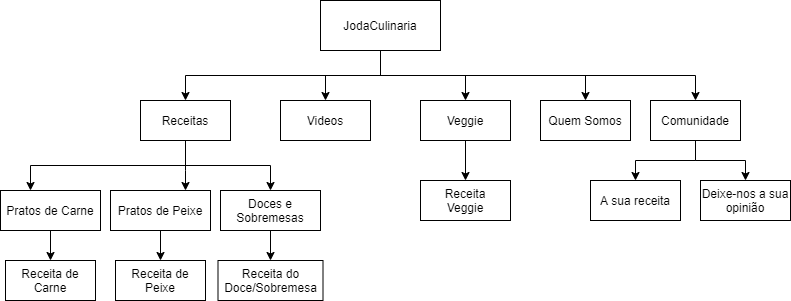 JodaCulinaria
Receitas
Videos
Veggie
Quem Somos
Comunidade
Pratos de Carne
Pratos de Peixe
Doces e
Sobremesas
Receita
Veggie
A sua receita
Deixe-nos a sua
opinião
Receita de
Carne
Receita de
Peixe
Receita do
Doce/Sobremesa